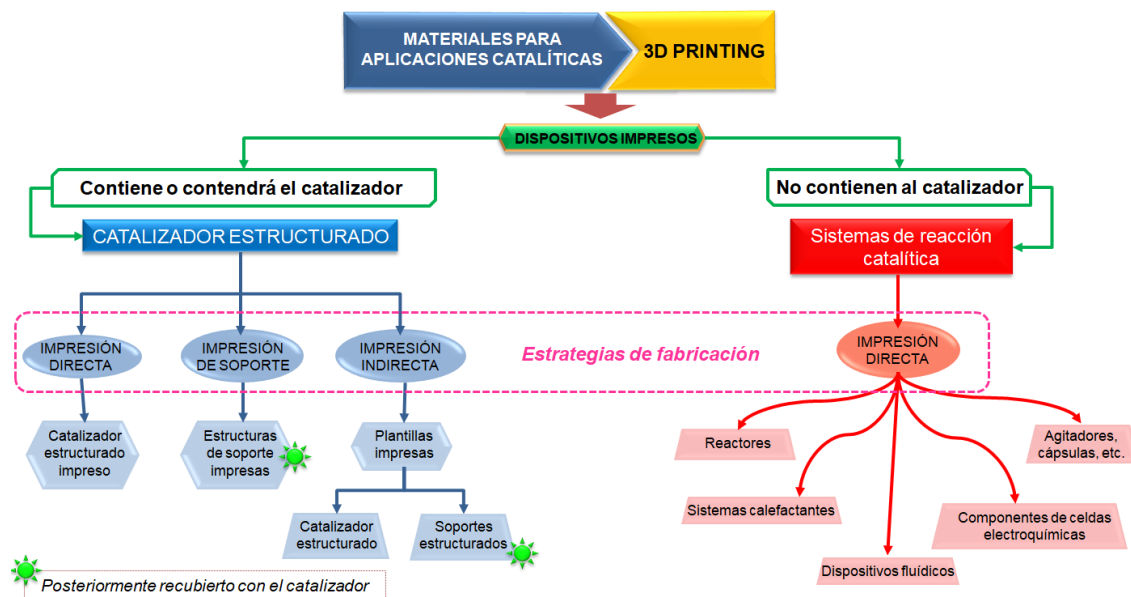 MATERIALES PARA
APLICACIONES CATALÍTICAS
3D PRINTING
DISPOSITIVOS IMPRESOS
Contiene o contendrá el catalizador
No contienen al catalizador
CATALIZADOR ESTRUCTURADO
Sistemas de reacción
catalítica
IMPRESIÓN
DIRECTA
IMPRESIÓN
DE SOPORTE
IMPRESIÓN
INDIRECTA
Estrategias de fabricación
IMPRESIÓN
DIRECTA
Catalizador
estructurado
impreso
Estructuras
de soporte
impresas
Plantillas
impresas
Reactores
Agitadores,
cápsulas, etc.
Catalizador
estructurado
Soportes
estructurados
Sistemas calefactantes
Componentes de celdas
electroquímicas
Dispositivos fluídicos
Posteriormente recubierto con el catalizador